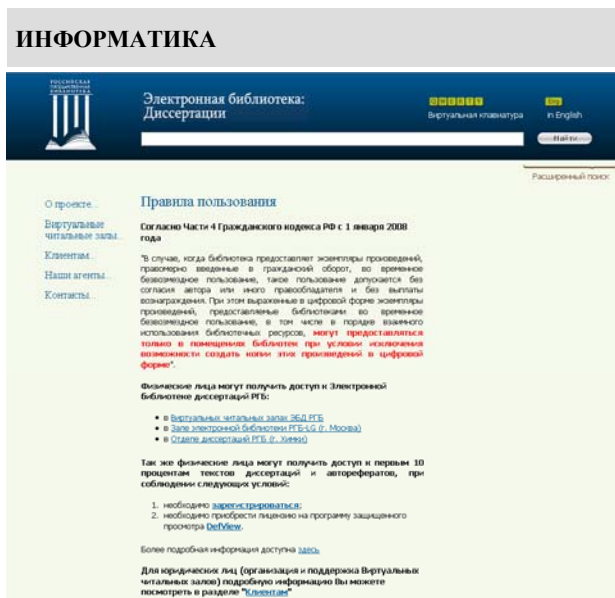 ИНФОРМАТИКА
РОССИЙСКАЯ
ГОСУДАРСТВЕННАЯ
БИБЛИОТЕКА
Электронная библиотека:
Диссертации
QWERTY
Виртуальная клавиатура
Eng
in English
Найти
Расширенный поиск
О проекте...
Виртуальные
читальные залы...
Клиентам...
Наши агенты...
Контакты...
Правила пользования
Согласно Части 4 Гражданского кодекса РФ с 1 января 2008
года
"В случае, когда библиотека предоставляет экземпляры произведений,
правомерно введенные в гражданский оборот, во временное
безвозмездное пользование, такое пользование допускается без
согласия автора или иного правообладателя и без выплаты
вознаграждения. При этом выраженные в цифровой форме экземпляры
произведений, предоставляемые библиотеками во временное
безвозмездное пользование, в том числе в порядке взаимного
использования библиотечных ресурсов, могут предоставляться
только в помещениях библиотек при условии исключения
возможности создать копии этих произведений в цифровой
форме".
Физические лица могут получить доступ к Электронной
библиотеке диссертаций РГБ:
• в Виртуальных читальных залах ЭБД РГБ
• в Зале электронной библиотеки РГБ-LG (г. Москва)
• в Отделе диссертаций РГБ (г. Химки)
Так же физические лица могут получить доступ к первым 10
процентам текстов диссертаций и авторефератов, при
соблюдении следующих условий:
1. необходимо зарегистрироваться;
2. необходимо приобрести лицензию на программу защищенного
просмотра DefView.
Более подробная информация доступна здесь
Для юридических лиц (организация и поддержка Виртуальных
читальных залов) подробную информацию Вы можете
посмотреть в разделе "Клиентам"